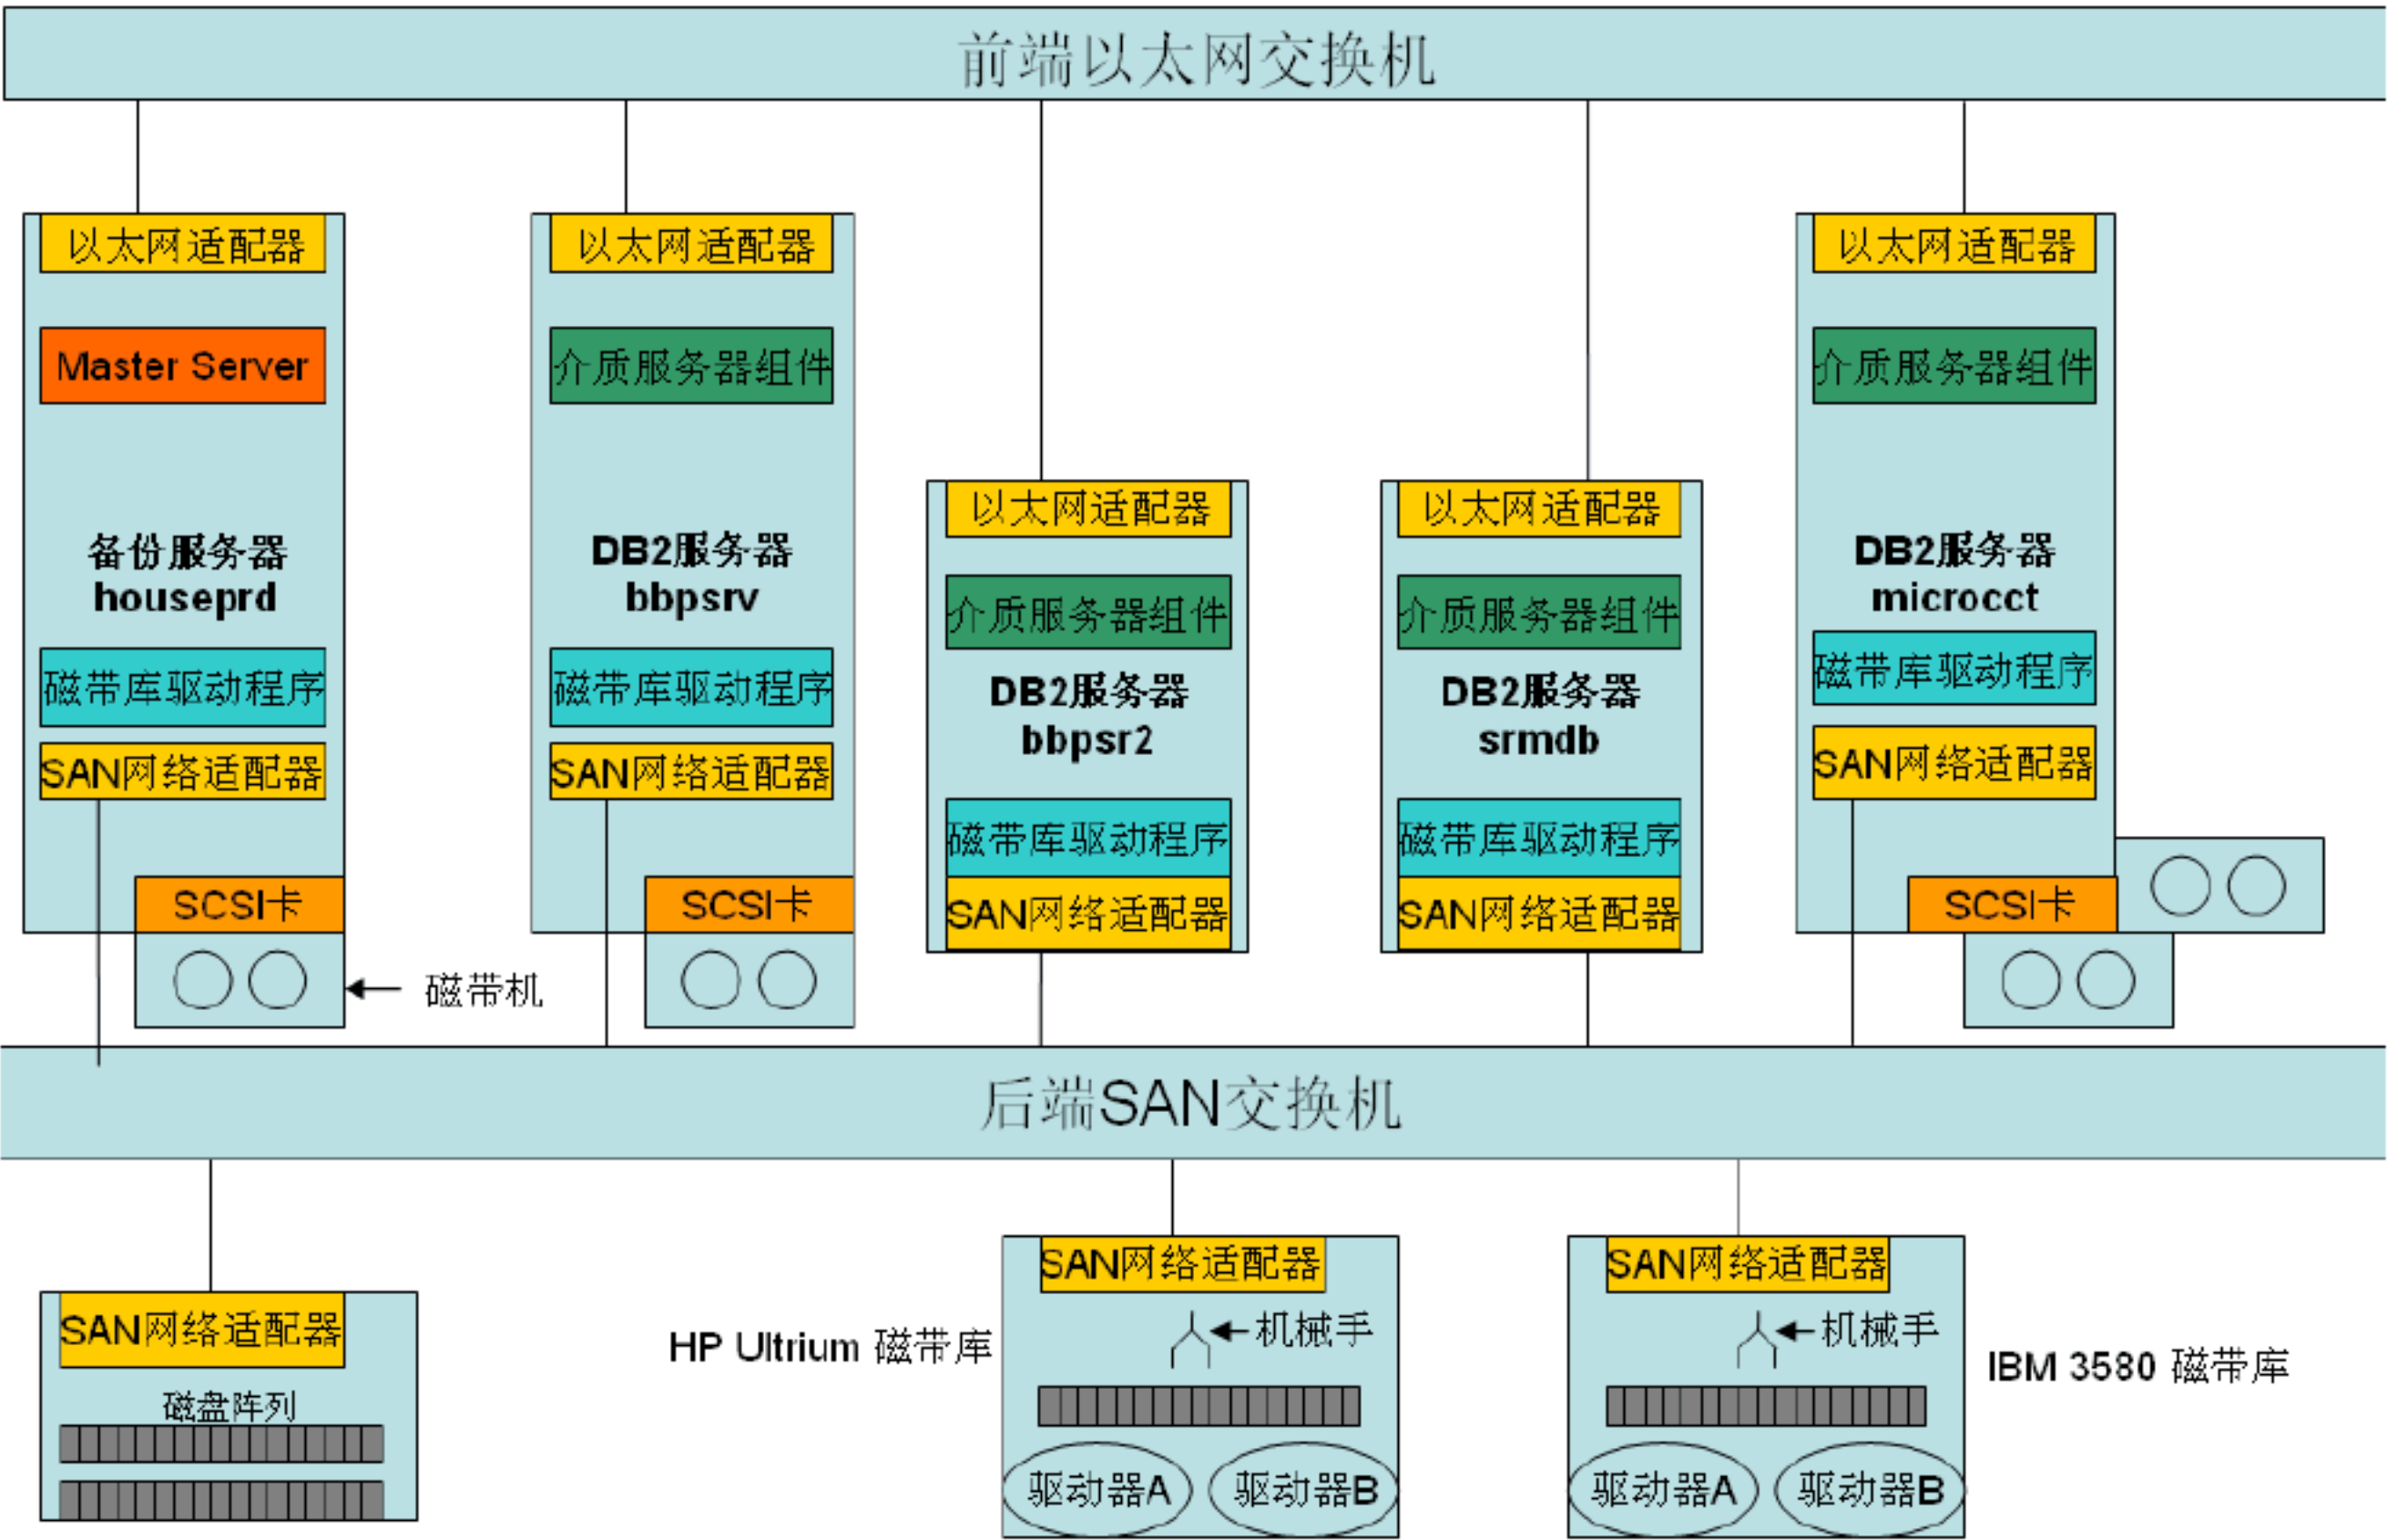 前端以太网交换机
以太网适配器
Master Server
备份服务器
houseprd
磁带库驱动程序
SAN网络适配器
SCSI卡
磁带机
以太网适配器
介质服务器组件
DB2服务器
bbpsrv
磁带库驱动程序
SAN网络适配器
SCSI卡
以太网适配器
介质服务器组件
DB2服务器
bbpsr2
磁带库驱动程序
SAN网络适配器
以太网适配器
介质服务器组件
DB2服务器
srmdb
磁带库驱动程序
SAN网络适配器
以太网适配器
介质服务器组件
DB2服务器
microcct
磁带库驱动程序
SAN网络适配器
SCSI卡
后端SAN交换机
SAN网络适配器
磁盘阵列
HP Ultrium 磁带库
SAN网络适配器
机械手
驱动器A
驱动器B
SAN网络适配器
机械手
驱动器A
驱动器B
IBM 3580 磁带库